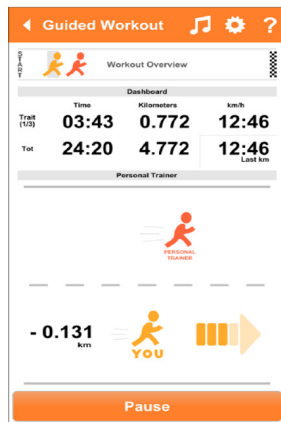 Guided Workout ?
START
Workout Overview
Dashboard
Time Kilometers km/h
Trait (1/3) 03:43 0.772 12:46
Tot 24:20 4.772 12:46
Last km
Personal Trainer
PERSONAL
TRAINER
- 0.131
km
YOU
Pause